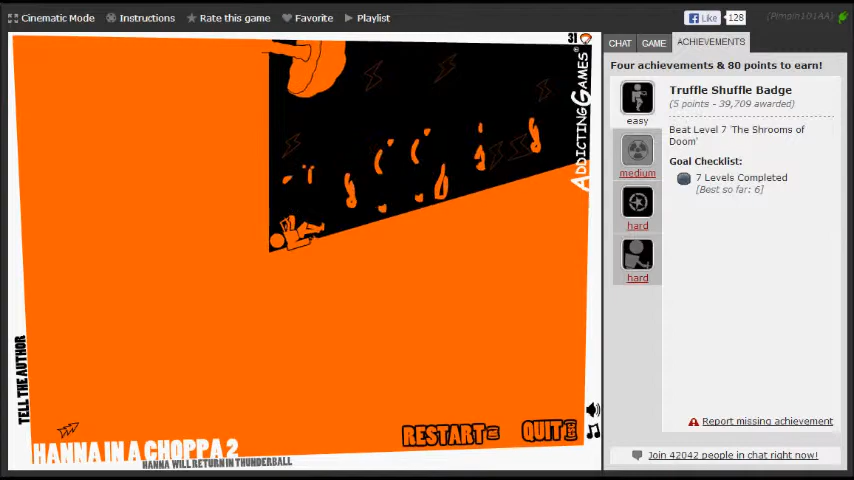 Cinematic Mode Instructions Rate this game Favorite Playlist Like 128 (Pimpin101AA)
CHAT GAME ACHIEVEMENTS
31
ADDICTINGGAMES
Four achievements & 80 points to earn!
easy
medium
hard
hard
Truffle Shuffle Badge
(5 points - 39,709 awarded)
Beat Level 7 'The Shrooms of
Doom'
Goal Checklist:
7 Levels Completed
[Best so far: 6]
TELL THE AUTHOR
RESTART QUIT
HANNA IN A CHOPPA 2
HANNA WILL RETURN IN THUNDERBALL
Report missing achievement
Join 42042 people in chat right now!